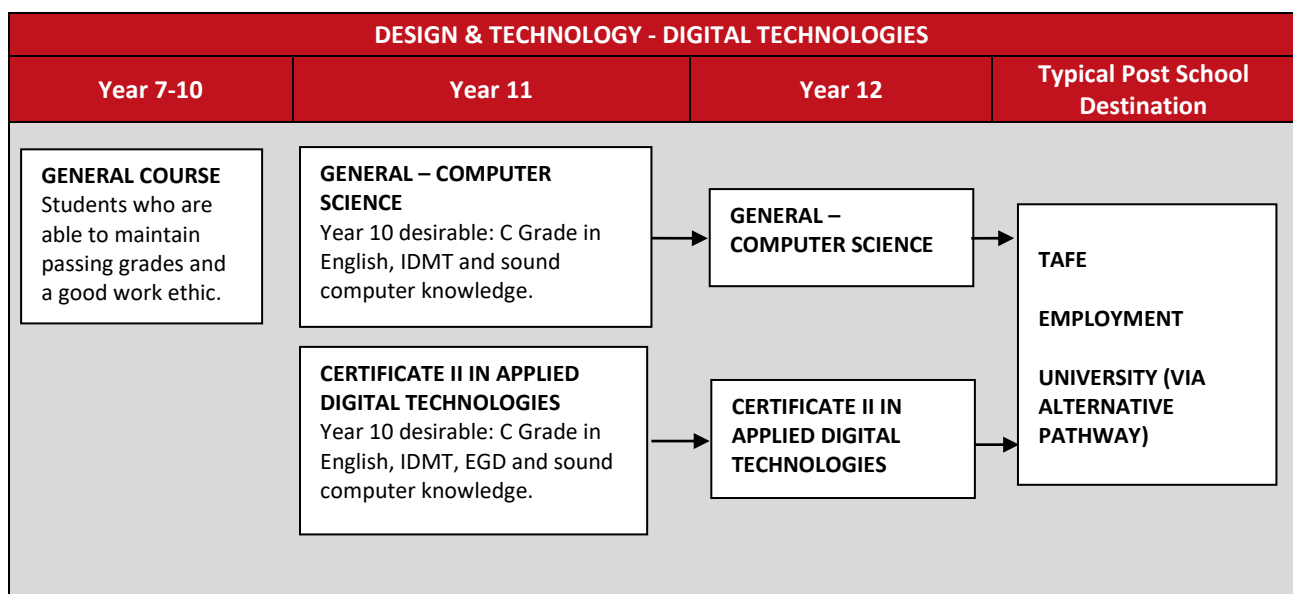 DESIGN & TECHNOLOGY - DIGITAL TECHNOLOGIES
Year 7-10
Year 11
Year 12
Typical Post School
Destination
GENERAL COURSE
Students who are
able to maintain
passing grades and
a good work ethic.
GENERAL – COMPUTER
SCIENCE
Year 10 desirable: C Grade in
English, IDMT and sound
computer knowledge.
GENERAL –
COMPUTER SCIENCE
CERTIFICATE II IN APPLIED
DIGITAL TECHNOLOGIES
Year 10 desirable: C Grade in
English, IDMT, EGD and sound
computer knowledge.
CERTIFICATE II IN
APPLIED DIGITAL
TECHNOLOGIES
TAFE
EMPLOYMENT
UNIVERSITY (VIA
ALTERNATIVE
PATHWAY)